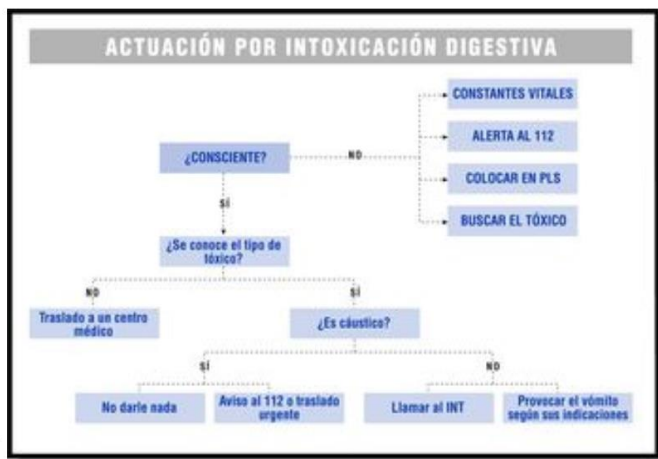 ACTUACIÓN POR INTOXICACIÓN DIGESTIVA
CONSTANTES VITALES
ALERTA AL 112
¿CONSCIENTE?
NO
COLOCAR EN PLS
BUSCAR EL TÓXICO
SÍ
¿Se conoce el tipo de
tóxico?
NO
SÍ
Traslado a un centro
médico
¿Es cáustico?
SÍ
NO
No darle nada
Aviso al 112 o traslado
urgente
Llamar al INT
Provocar el vómito
según sus indicaciones